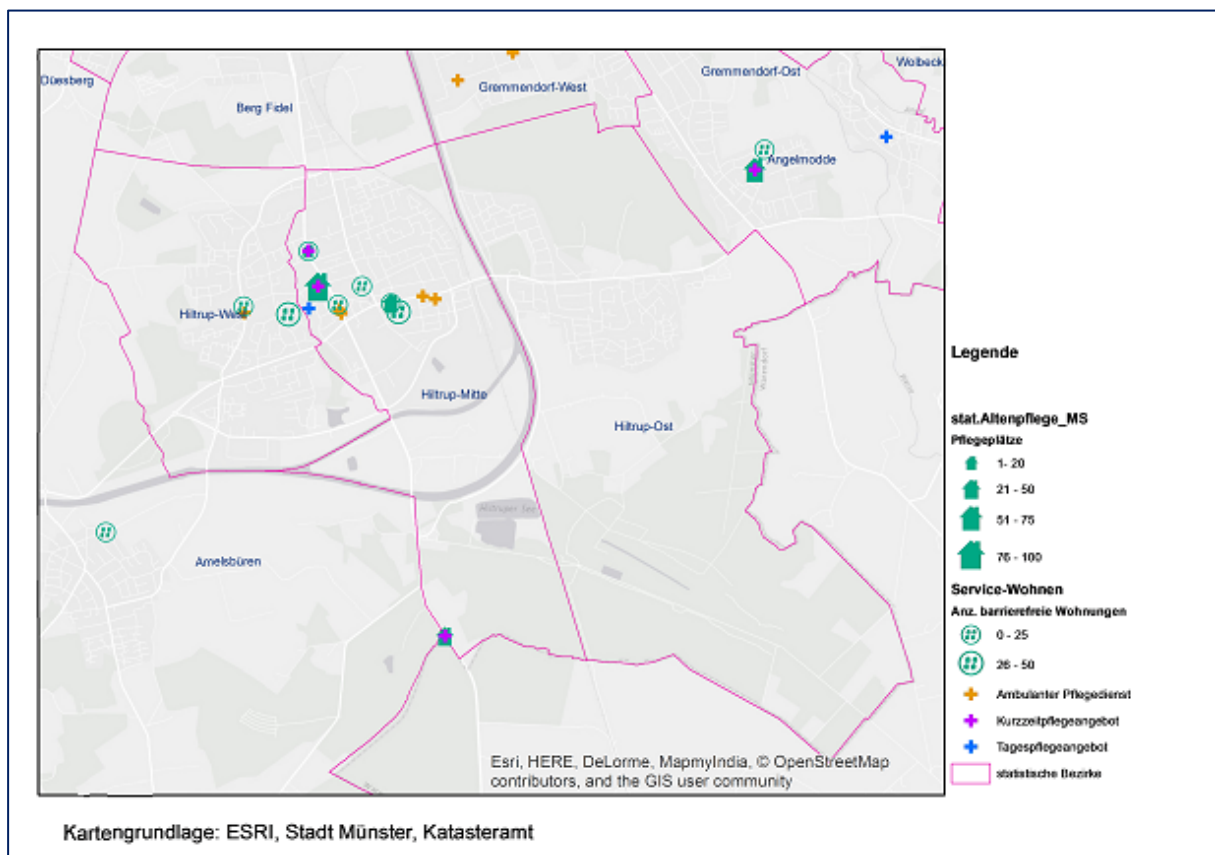 Düesberg
Berg Fidel
Gremmendorf-West
Gremmendorf-Ost
Wolbeck
Angelmodde
Hiltrup-West
Hiltrup-Mitte
Hiltrup-Ost
Hiltruper See
Amelsbüren
Esri, HERE, DeLorme, MapmyIndia, © OpenStreetMap
contributors, and the GIS user community
Legende
stat.Altenpflege_MS
Pflegeplätze
1- 20
21 - 50
51 - 75
76 - 100
Service-Wohnen
Anz. barrierefreie Wohnungen
0 - 25
26 - 50
Ambulanter Pflegedienst
Kurzzeitpflegeangebot
Tagespflegeangebot
statistische Bezirke
Kartengrundlage: ESRI, Stadt Münster, Katasteramt